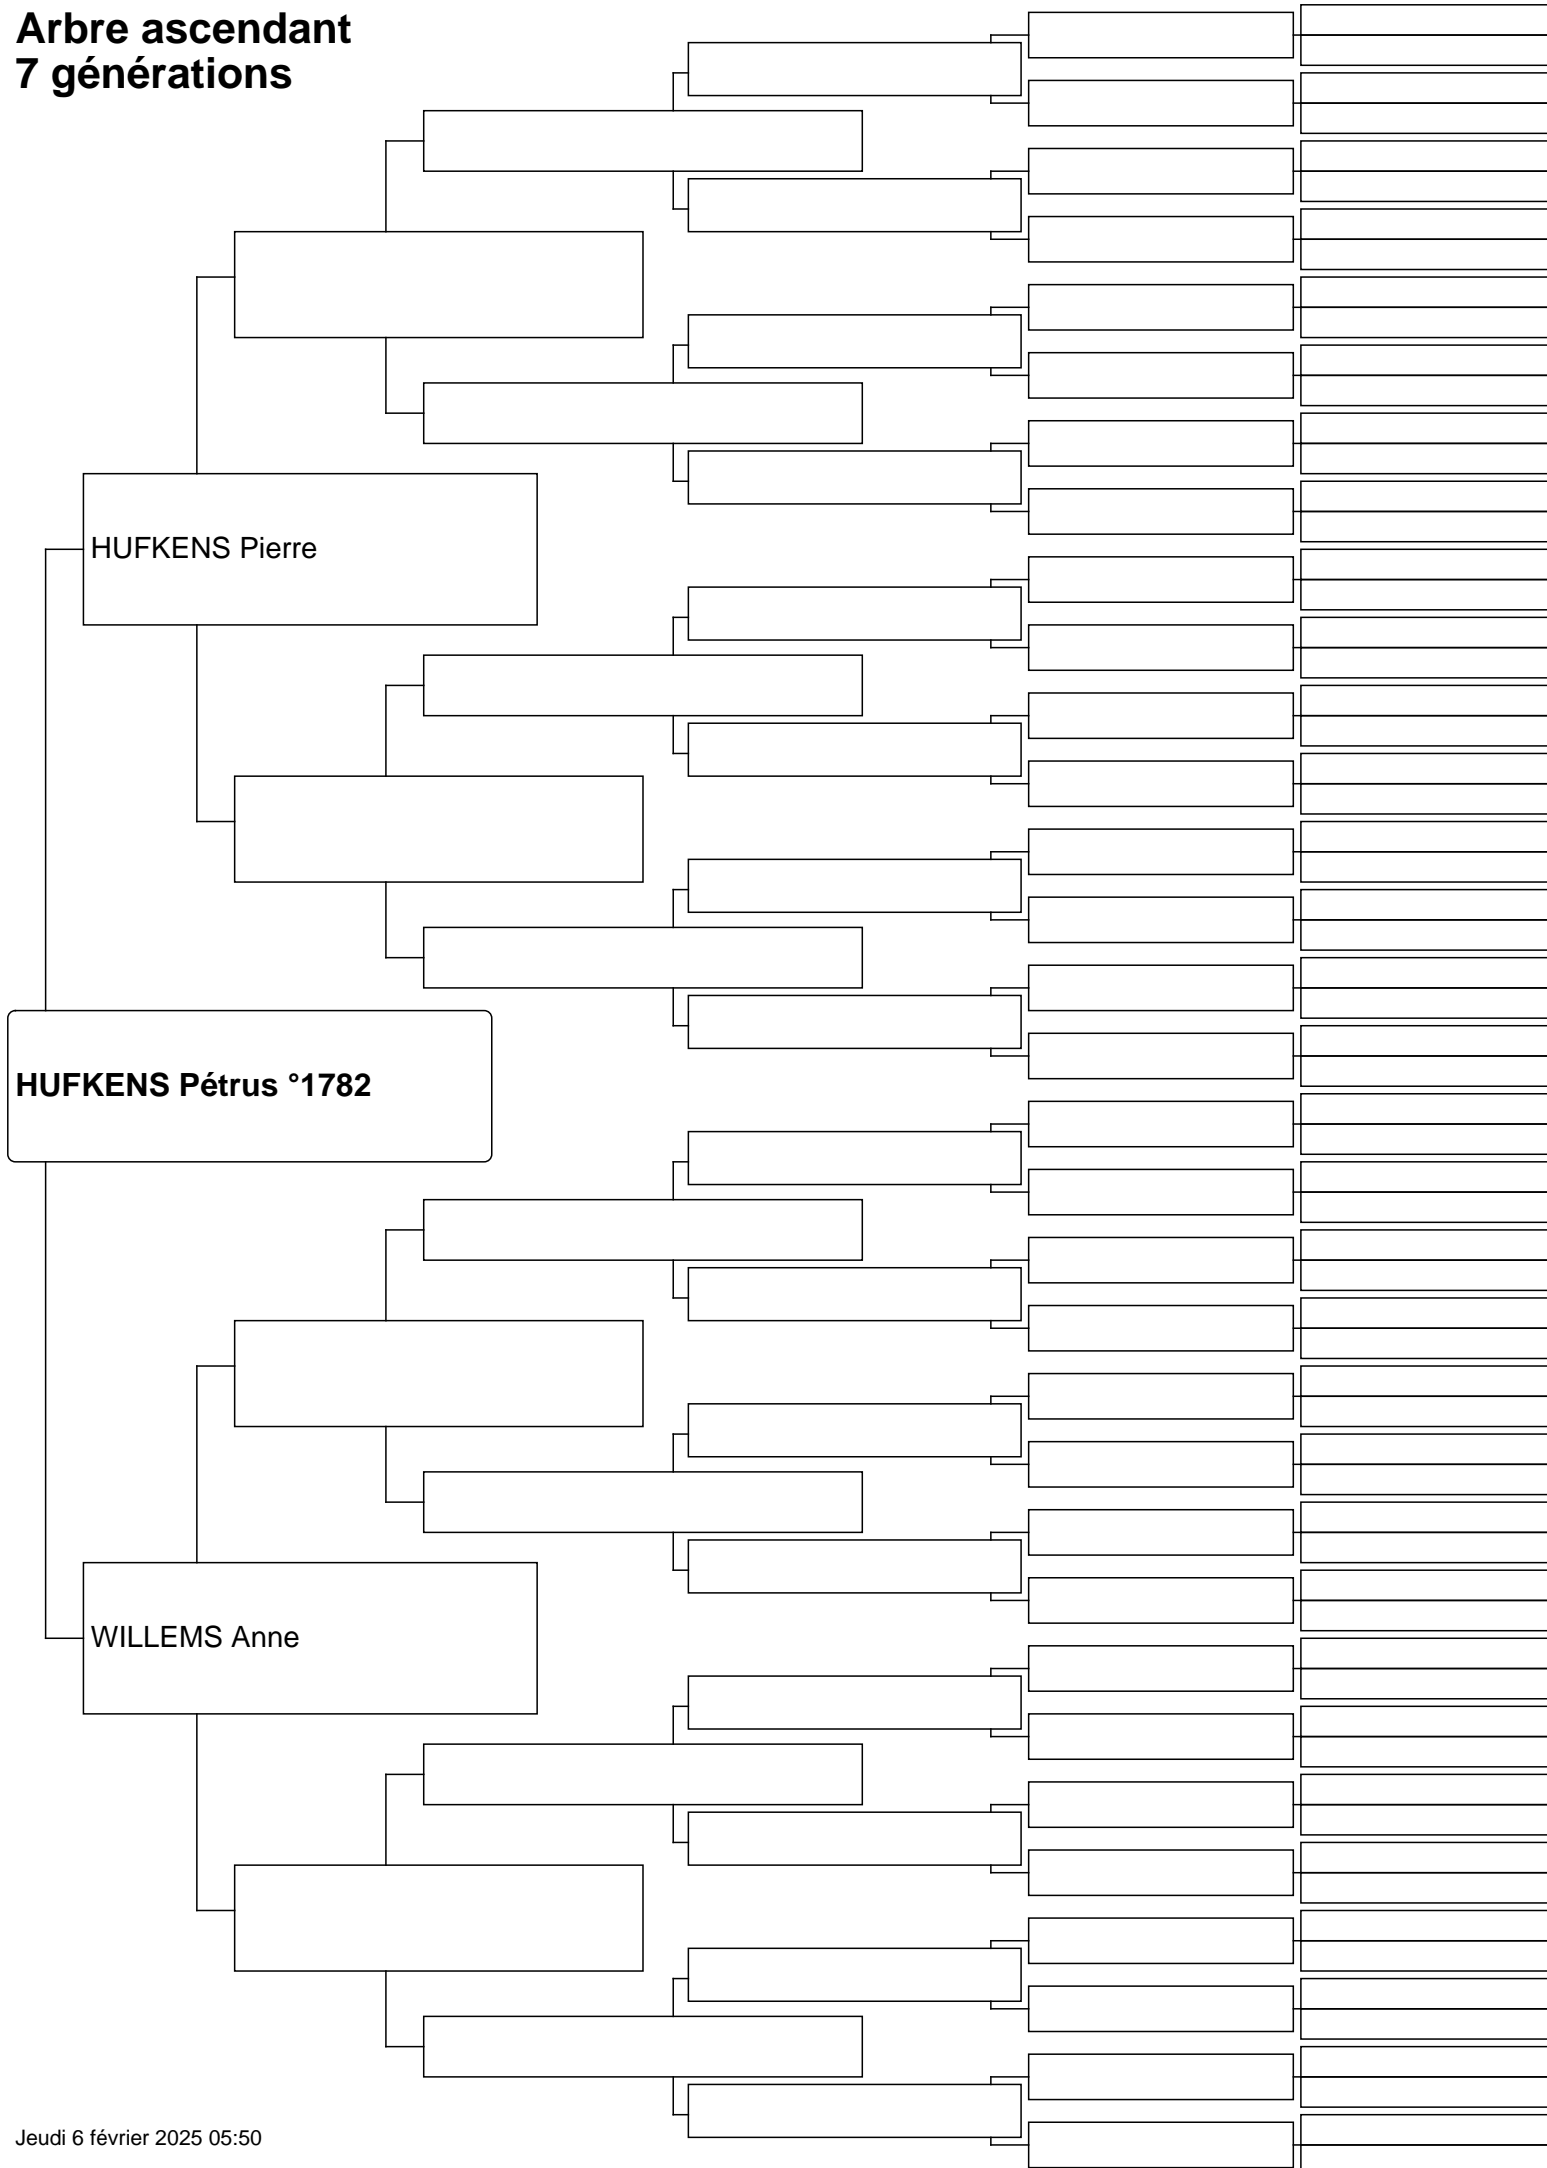 Arbre ascendant
7 générations
HUFKENS Pierre
HUFKENS Pétrus °1782
WILLEMS Anne
Jeudi 6 février 2025 05:50